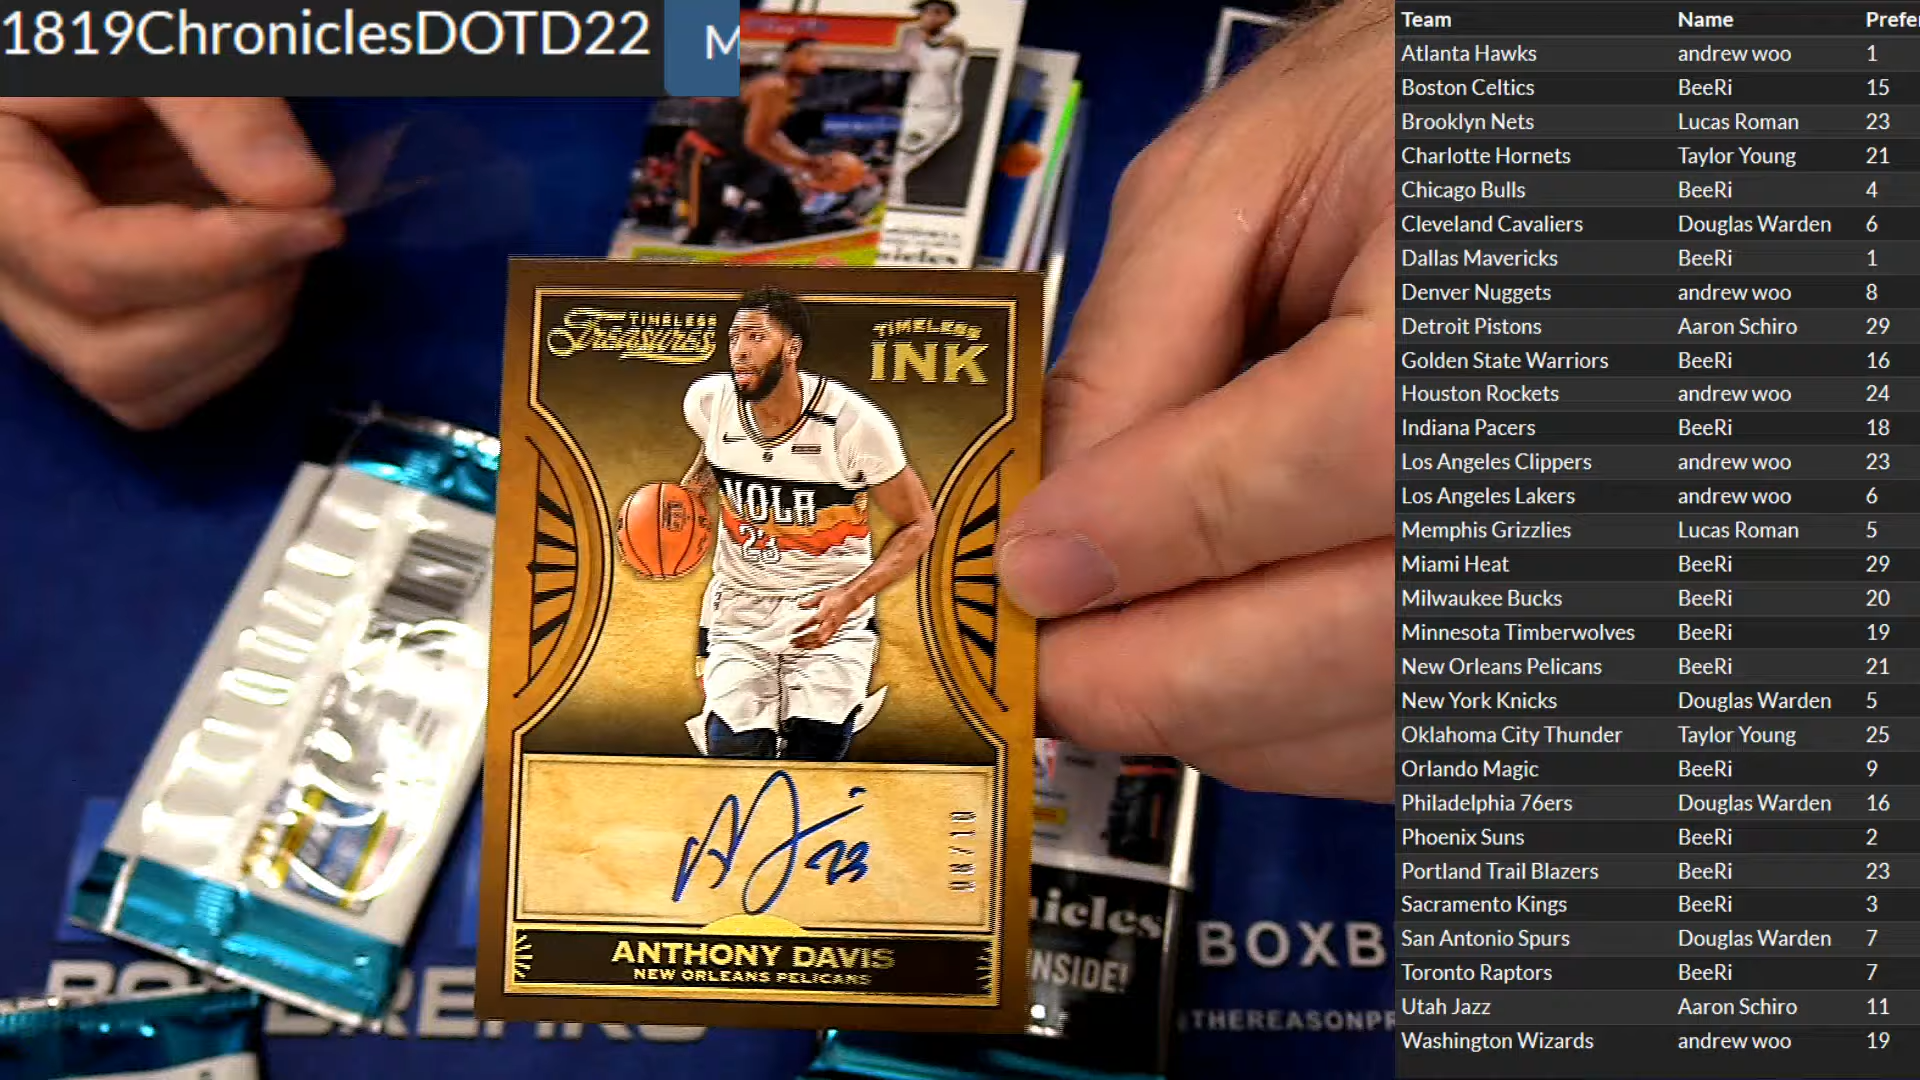 1819ChroniclesDOTD22
M
TIMELESS
Treasures
TIMELESS
INK
NOLA
23
23
08/10
ANTHONY DAVIS
NEW ORLEANS PELICANS
INSIDE!
BOXB
BREAKS
Team Name Prefer
Atlanta Hawks andrew woo 1
Boston Celtics BeeRi 15
Brooklyn Nets Lucas Roman 23
Charlotte Hornets Taylor Young 21
Chicago Bulls BeeRi 4
Cleveland Cavaliers Douglas Warden 6
Dallas Mavericks BeeRi 1
Denver Nuggets andrew woo 8
Detroit Pistons Aaron Schiro 29
Golden State Warriors BeeRi 16
Houston Rockets andrew woo 24
Indiana Pacers BeeRi 18
Los Angeles Clippers andrew woo 23
Los Angeles Lakers andrew woo 6
Memphis Grizzlies Lucas Roman 5
Miami Heat BeeRi 29
Milwaukee Bucks BeeRi 20
Minnesota Timberwolves BeeRi 19
New Orleans Pelicans BeeRi 21
New York Knicks Douglas Warden 5
Oklahoma City Thunder Taylor Young 25
Orlando Magic BeeRi 9
Philadelphia 76ers Douglas Warden 16
Phoenix Suns BeeRi 2
Portland Trail Blazers BeeRi 23
Sacramento Kings BeeRi 3
San Antonio Spurs Douglas Warden 7
Toronto Raptors BeeRi 7
Utah Jazz Aaron Schiro 11
Washington Wizards andrew woo 19